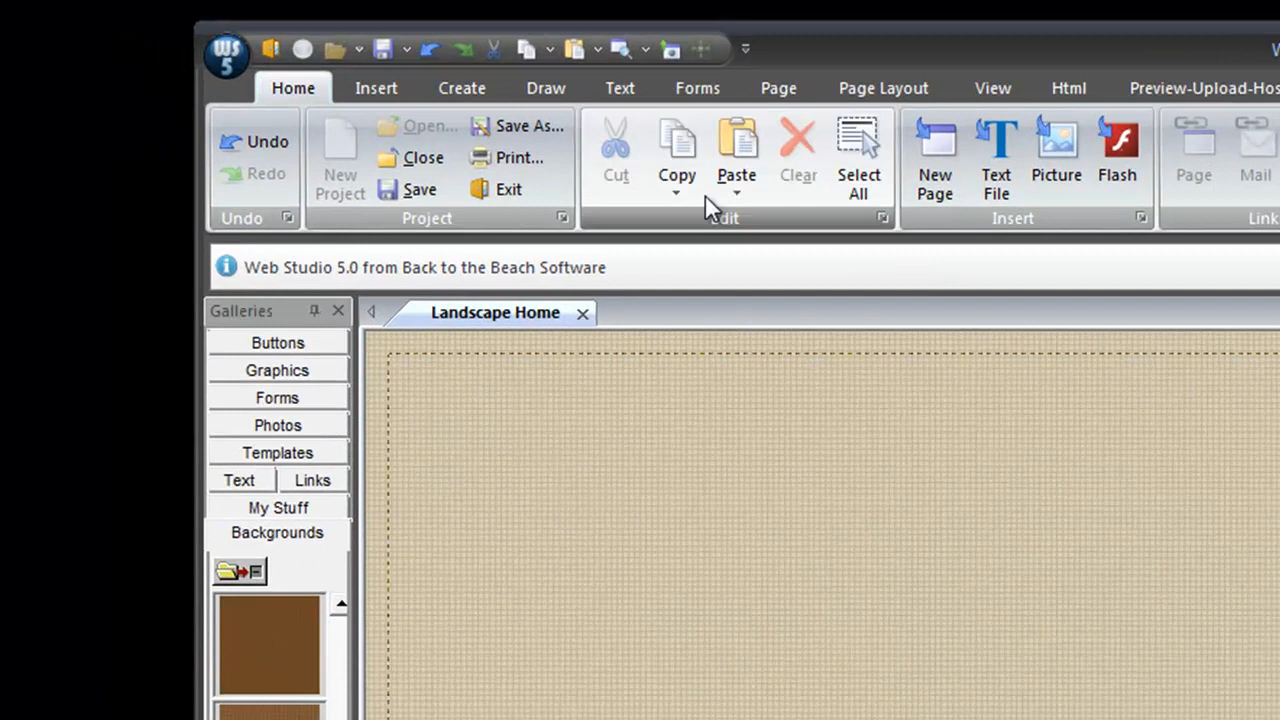 WS
5
W
Home Insert Create Draw Text Forms Page Page Layout View Html Preview-Upload-Hos
Undo
Redo
Undo
New
Project
Open...
Close
Save
Save As...
Print...
Exit
Project
Cut
Copy
Paste
Clear
Select
All
Edit
New
Page
Text
File
Picture
Flash
Insert
Page
Mail
Link
Web Studio 5.0 from Back to the Beach Software
Galleries
Landscape Home
Buttons
Graphics
Forms
Photos
Templates
Text Links
My Stuff
Backgrounds